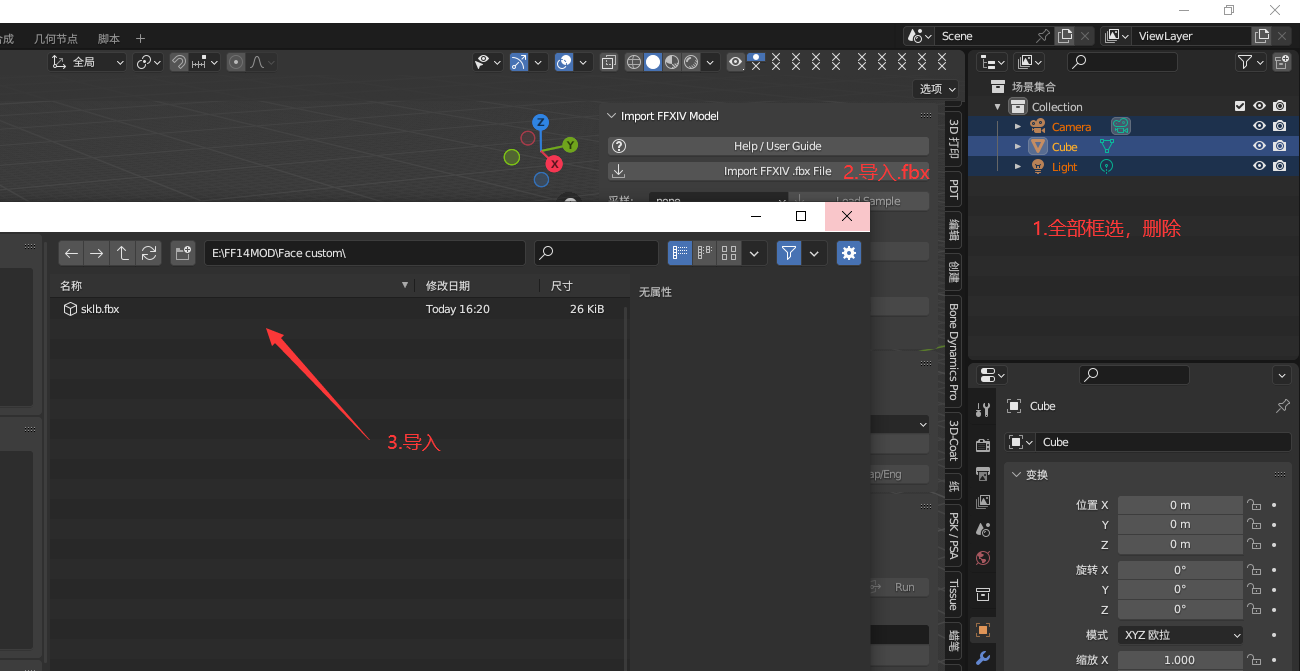 合成 几何节点 脚本 +
Scene
ViewLayer
全局
选项
Import FFXIV Model
Help / User Guide
Import FFXIV .fbx File
2.导入.fbx
采样:
none
Load Sample
Z
Y
X
3D 打印
PDT
编辑
创建
Bone Dynamics Pro
3D-Coat
纸
PSK / PSA
Tissue
蜡笔
场景集合
Collection
Camera
Cube
Light
1.全部框选，删除
E:\FF14MOD\Face custom\
名称 修改日期 尺寸
sklb.fbx Today 16:20 26 KiB
无属性
3.导入
ap/Eng
Run
Cube
Cube
变换
位置 X 0 m
Y 0 m
Z 0 m
旋转 X 0°
Y 0°
Z 0°
模式 XYZ 欧拉
缩放 X 1.000